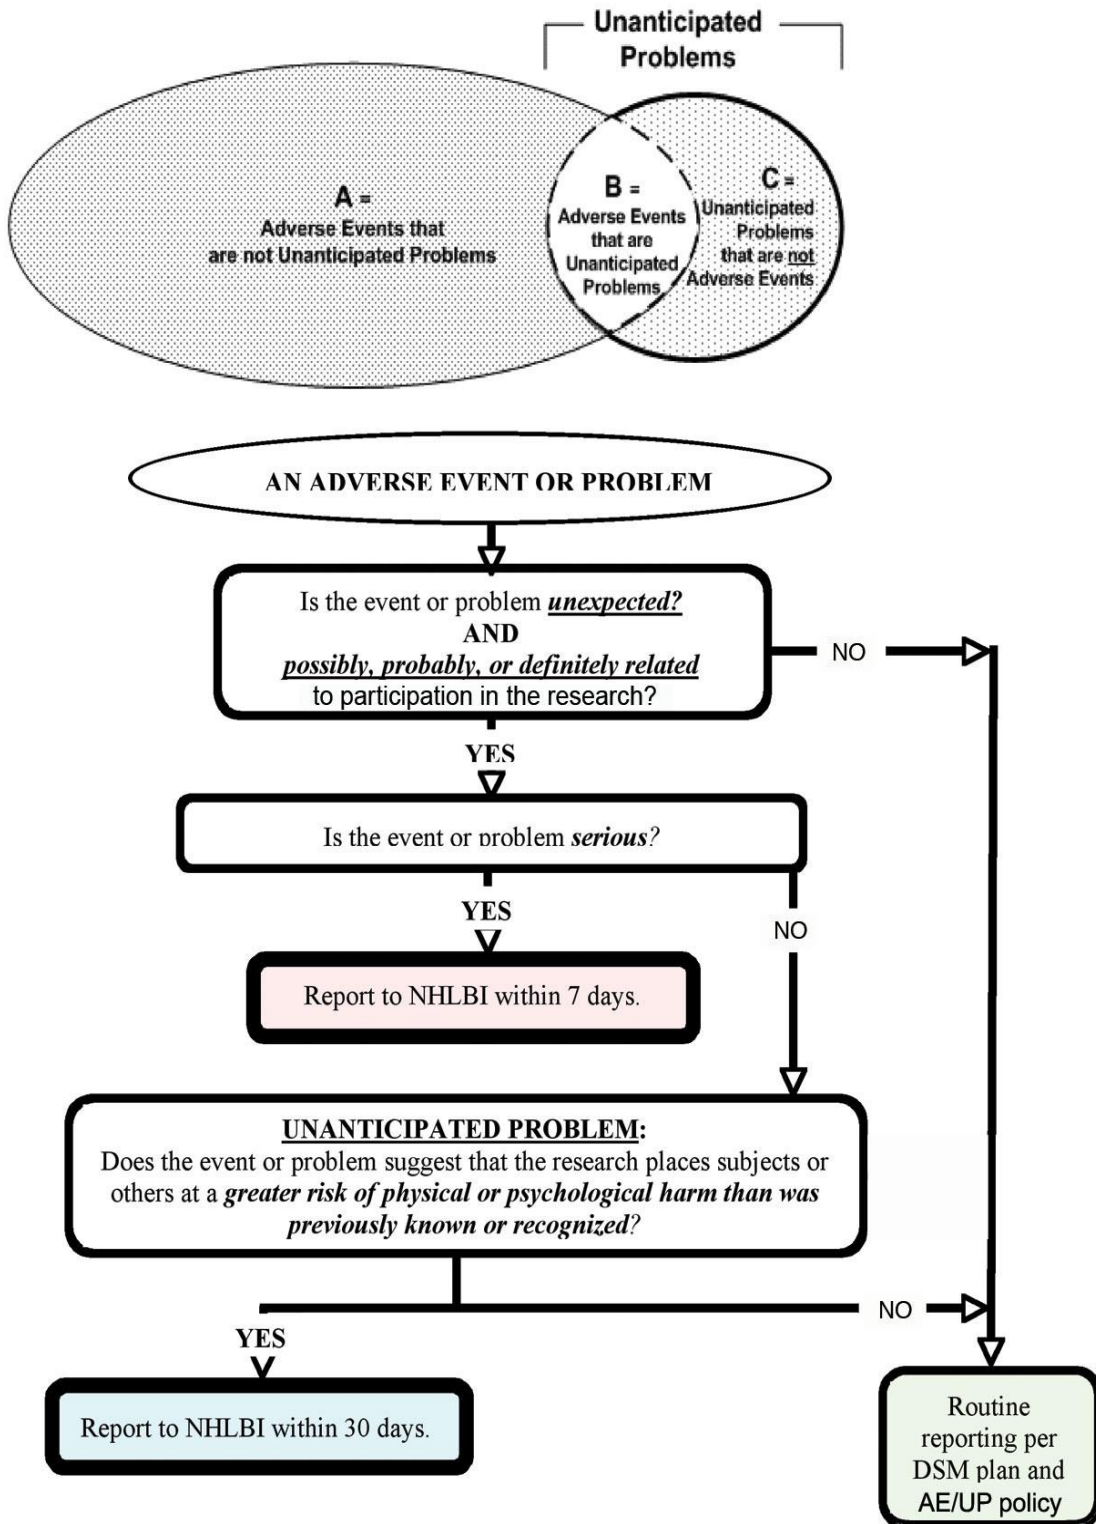 Unanticipated
Problems
A =
Adverse Events that
are not Unanticipated Problems
B =
Adverse Events
that are
Unanticipated
Problems
C =
Unanticipated
Problems
that are not
Adverse Events
AN ADVERSE EVENT OR PROBLEM
Is the event or problem unexpected?
AND
possibly, probably, or definitely related
to participation in the research?
NO
YES
Is the event or problem serious?
YES
NO
Report to NHLBI within 7 days.
UNANTICIPATED PROBLEM:
Does the event or problem suggest that the research places subjects or
others at a greater risk of physical or psychological harm than was
previously known or recognized?
NO
YES
Report to NHLBI within 30 days.
Routine
reporting per
DSM plan and
AE/UP policy